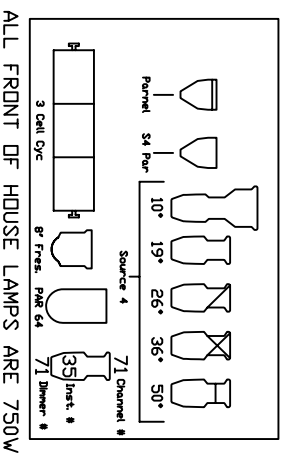 Parnel
S4 Par
10°
19°
26°
36°
50°
Source 4
3 Cell Cyc
8" Fres.
PAR 64
71 Channel #
35 Inst. #
71 Dimmer #
ALL FRONT OF HOUSE LAMPS ARE 750W